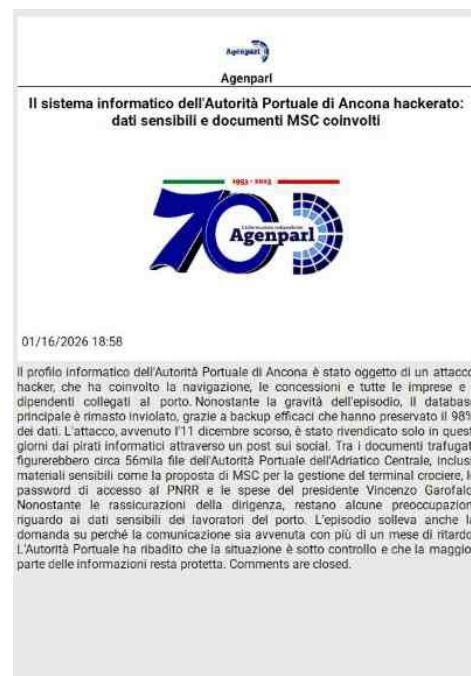 Agenparl
Agenparl
Il sistema informatico dell'Autorità Portuale di Ancona hackerato:
dati sensibili e documenti MSC coinvolti
1953 - 2023
70
L'informazione indipendente
Agenparl
01/16/2026 18:58
Il profilo informatico dell'Autorità Portuale di Ancona è stato oggetto di un attacco
hacker, che ha coinvolto la navigazione, le concessioni e tutte le imprese e
dipendenti collegati al porto. Nonostante la gravità dell'episodio, il database
principale è rimasto inviolato, grazie a backup efficaci che hanno preservato il 98%
dei dati. L'attacco, avvenuto l'11 dicembre scorso, è stato rivendicato solo in quest
giorni dai pirati informatici attraverso un post sui social. Tra i documenti trafugat
figurerebbero circa 56mila file dell'Autorità Portuale dell'Adriatico Centrale, inclus
materiali sensibili come la proposta di MSC per la gestione del terminal crociere, l
password di accesso al PNRR e le spese del presidente Vincenzo Garofalo
Nonostante le rassicurazioni della dirigenza, restano alcune preoccupazion
riguardo ai dati sensibili dei lavoratori del porto. L'episodio solleva anche l
domanda su perché la comunicazione sia avvenuta con più di un mese di ritardo
L'Autorità Portuale ha ribadito che la situazione è sotto controllo e che la maggio
parte delle informazioni resta protetta. Comments are closed.